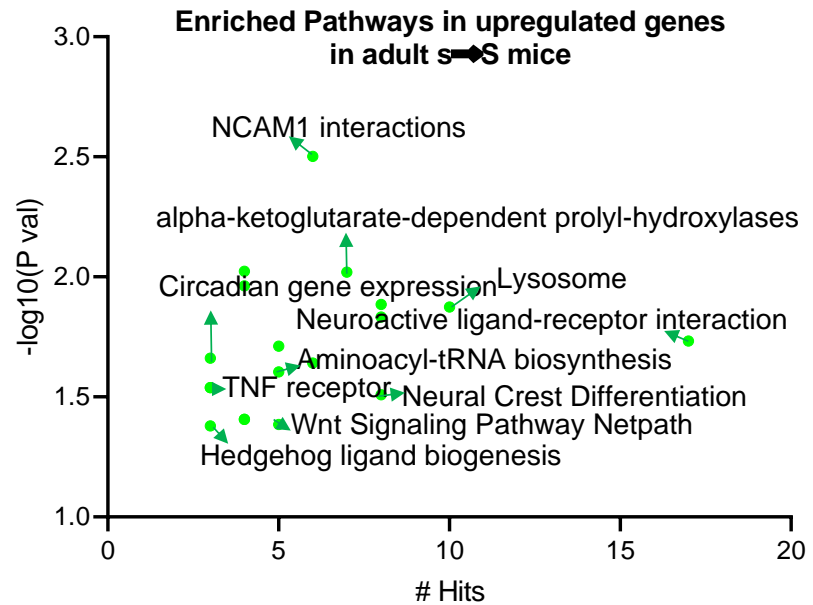 Enriched Pathways in upregulated genes
in adult s→S mice
3.0
NCAM1 interactions
2.5
alpha-ketoglutarate-dependent prolyl-hydroxylases
-log10(P val)
2.0
Circadian gene expression
Lysosome
Neuroactive ligand-receptor interaction
Aminoacyl-tRNA biosynthesis
1.5
TNF receptor
Neural Crest Differentiation
Wnt Signaling Pathway Netpath
Hedgehog ligand biogenesis
1.0
0 5 10 15 20
# Hits